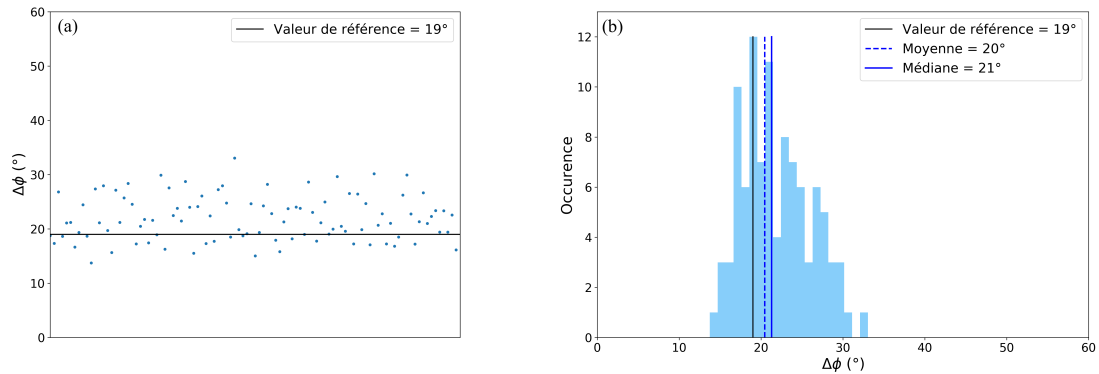 (a)
Valeur de référence = 19°
60
50
40
30
20
10
0
Δϕ (°)
(b)
Valeur de référence = 19°
Moyenne = 20°
Médiane = 21°
12
10
8
6
4
2
0
Occurence
0 10 20 30 40 50 60
Δϕ (°)